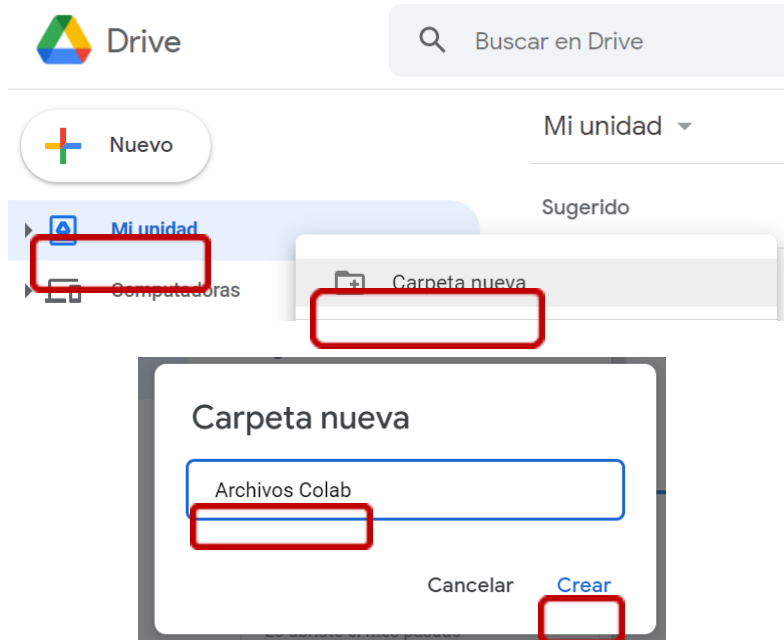 Drive
Buscar en Drive
Nuevo
Mi unidad
Sugerido
Mi unidad
Computadoras
Carpeta nueva
Carpeta nueva
Archivos Colab
Cancelar
Crear